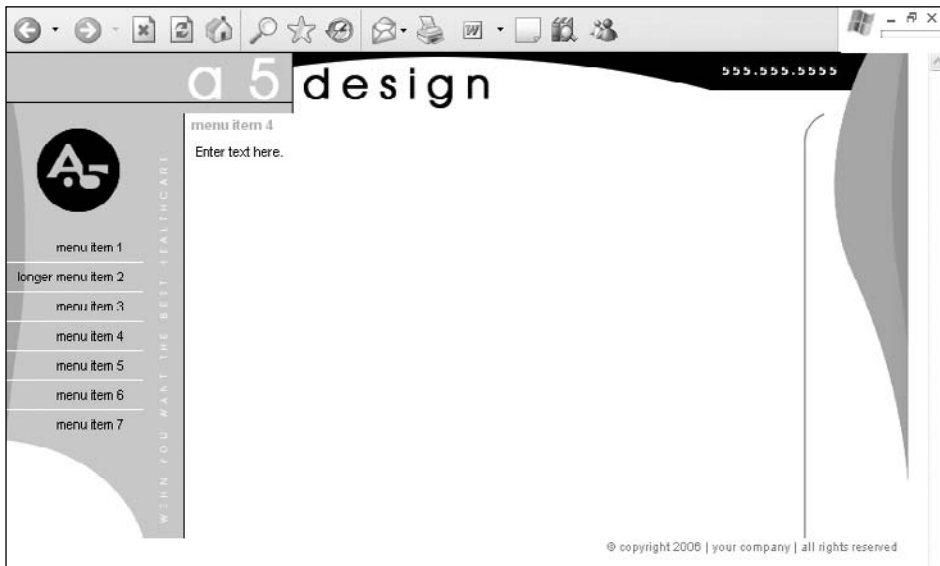 a 5 design
555.555.5555
menu item 4
Enter text here.
A5
menu item 1
longer menu item 2
menu item 3
menu item 4
menu item 5
menu item 6
menu item 7
WEHN YOU WANT THE BEST HEALTHCARE
© copyright 2006 | your company | all rights reserved